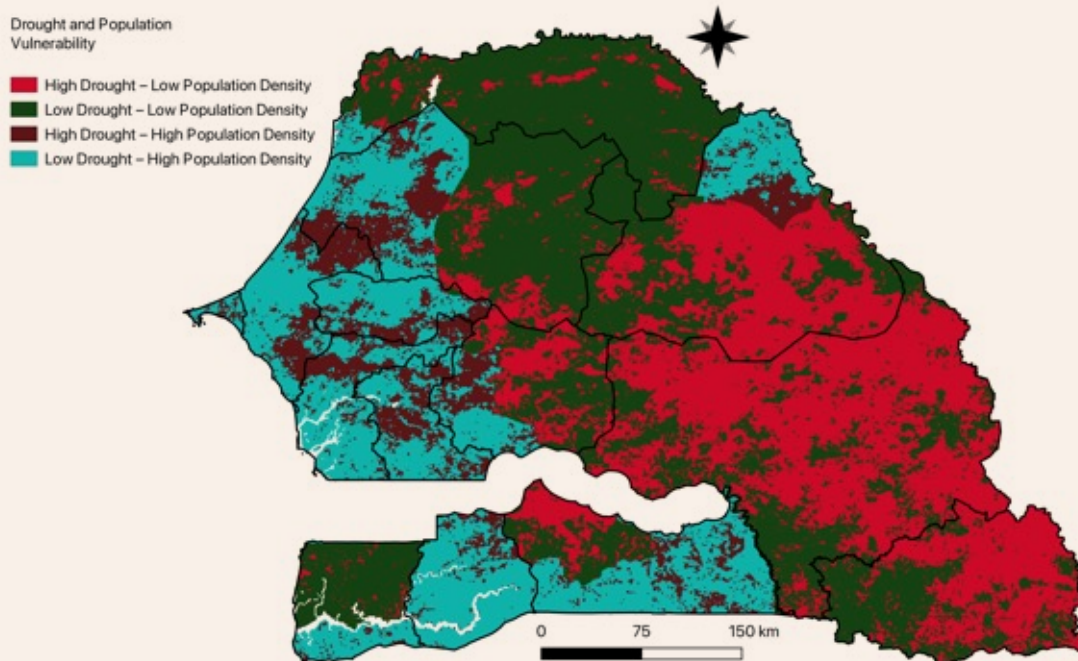 Drought and Population
Vulnerability
High Drought – Low Population Density
Low Drought – Low Population Density
High Drought – High Population Density
Low Drought – High Population Density
0 75 150 km